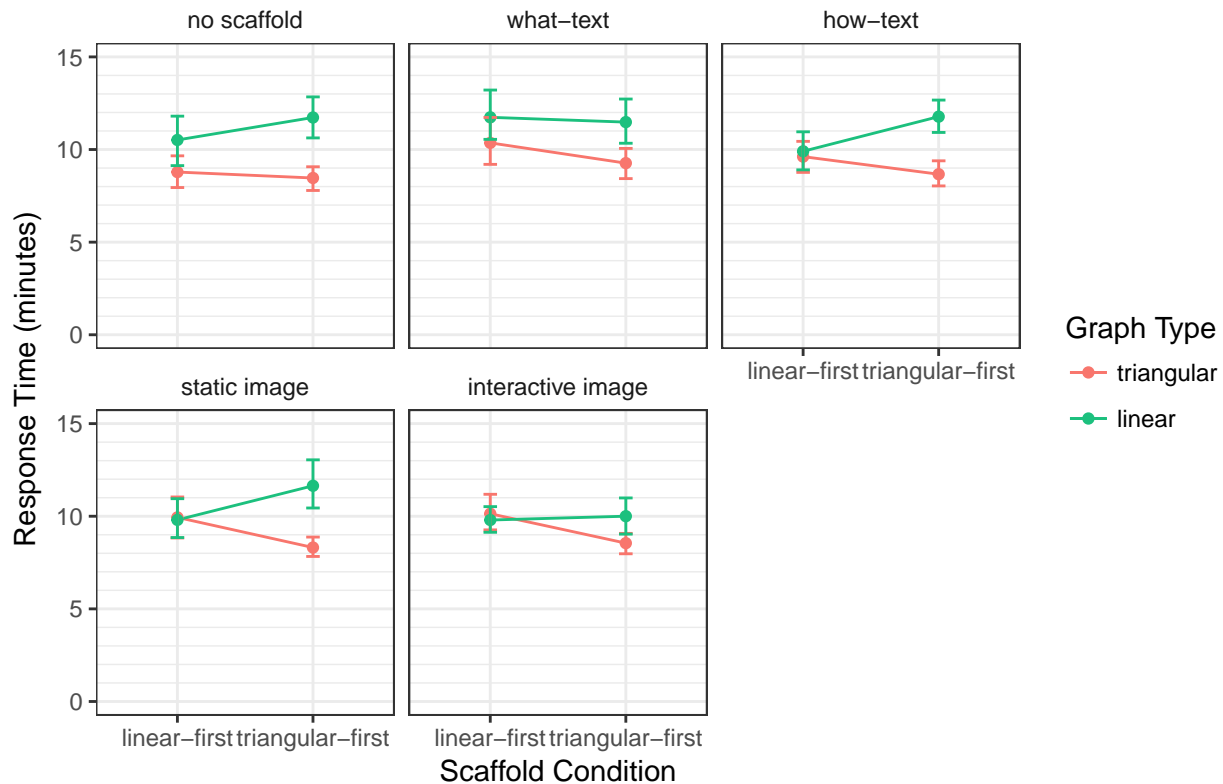 no scaffold what−text how−text
15
10
5
0
linear−first triangular−first
static image interactive image
15
10
5
0
linear−first triangular−first linear−first triangular−first
Scaffold Condition
Response Time (minutes)
Graph Type
triangular
linear